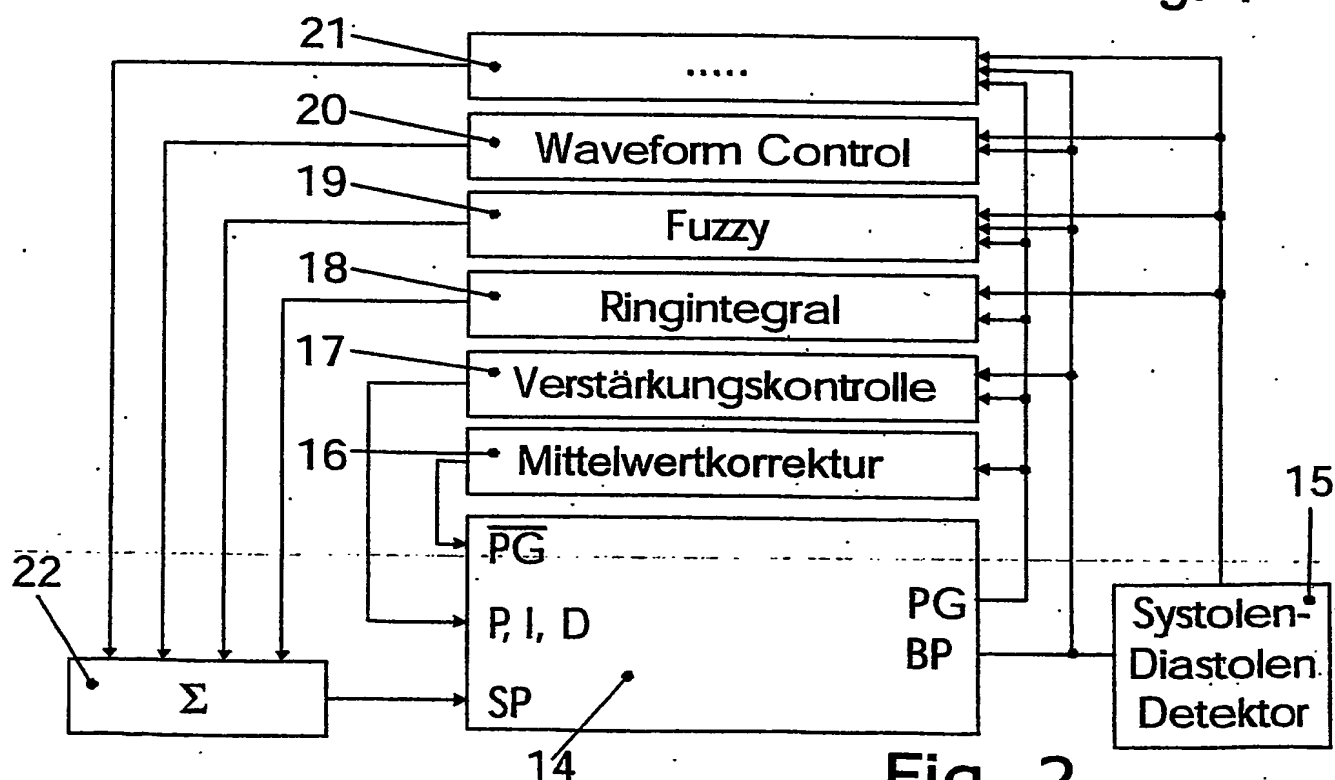 21
.....
20
Waveform Control
19
Fuzzy
18
Ringintegral
17
Verstärkungskontrolle
16
Mittelwertkorrektur
15
PG
22
P, I, D
PG
BP
SP
Σ
Systolen-
Diastolen
Detektor
14
Fig. 2